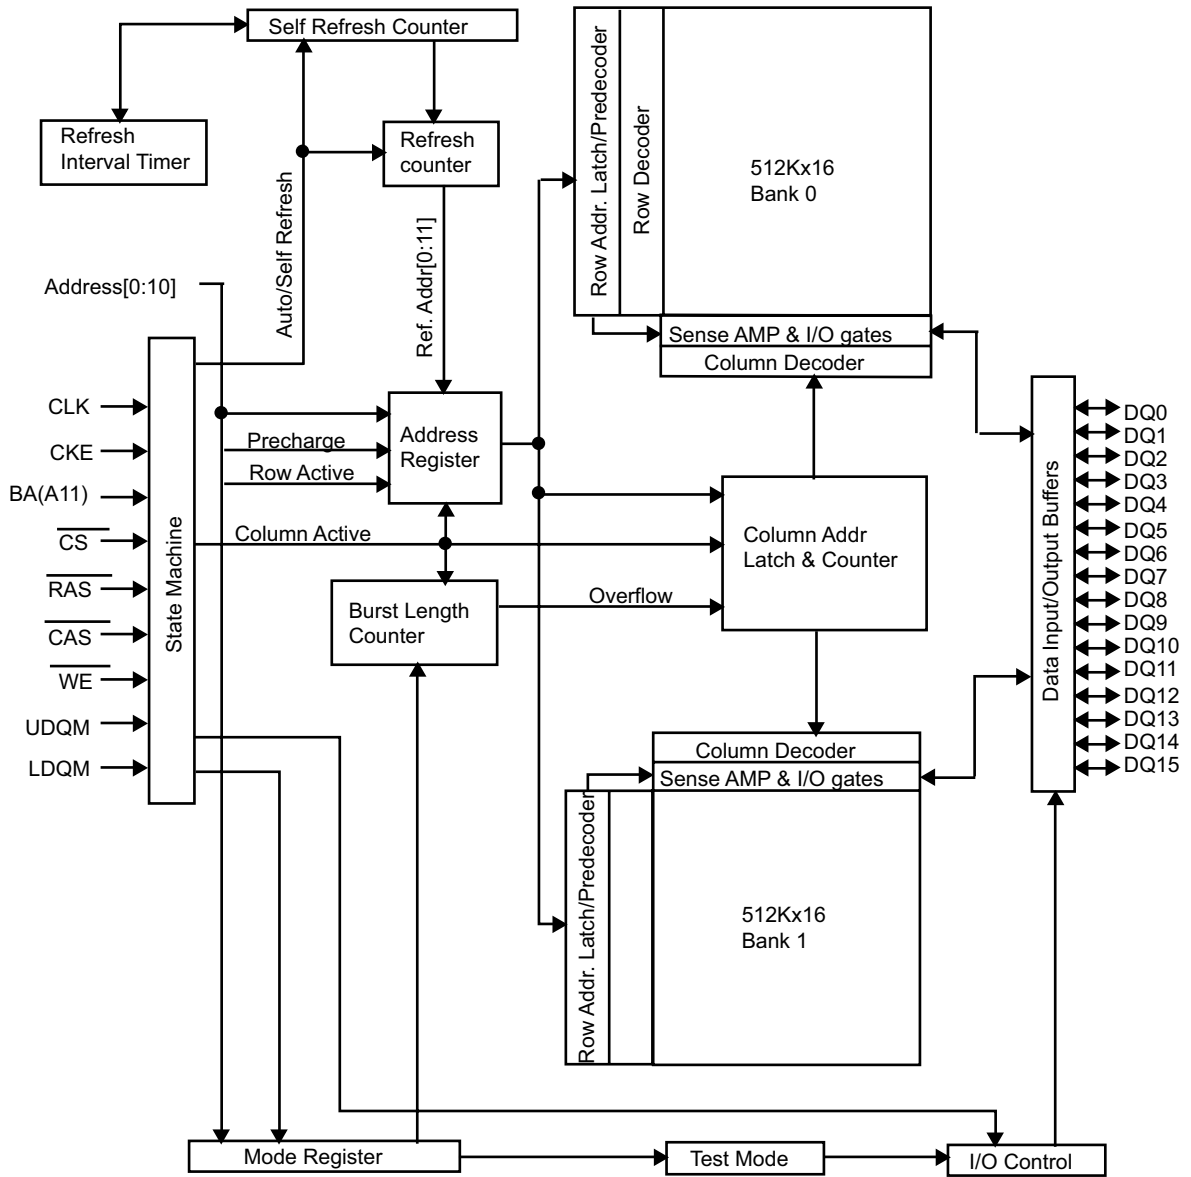 Self Refresh Counter
Refresh
Interval Timer
Refresh
counter
Auto/Self Refresh
Ref. Addr[0:11]
Address[0:10]
Row Addr. Latch/Predecoder
Row Decoder
512Kx16
Bank 0
Sense AMP & I/O gates
Column Decoder
State Machine
CLK
CKE
BA(A11)
CS
RAS
CAS
WE
UDQM
LDQM
Precharge
Row Active
Column Active
Address
Register
Burst Length
Counter
Overflow
Column Addr
Latch & Counter
Data Input/Output Buffers
DQ0
DQ1
DQ2
DQ3
DQ4
DQ5
DQ6
DQ7
DQ8
DQ9
DQ10
DQ11
DQ12
DQ13
DQ14
DQ15
Column Decoder
Sense AMP & I/O gates
Row Addr. Latch/Predecoder
512Kx16
Bank 1
Mode Register
Test Mode
I/O Control